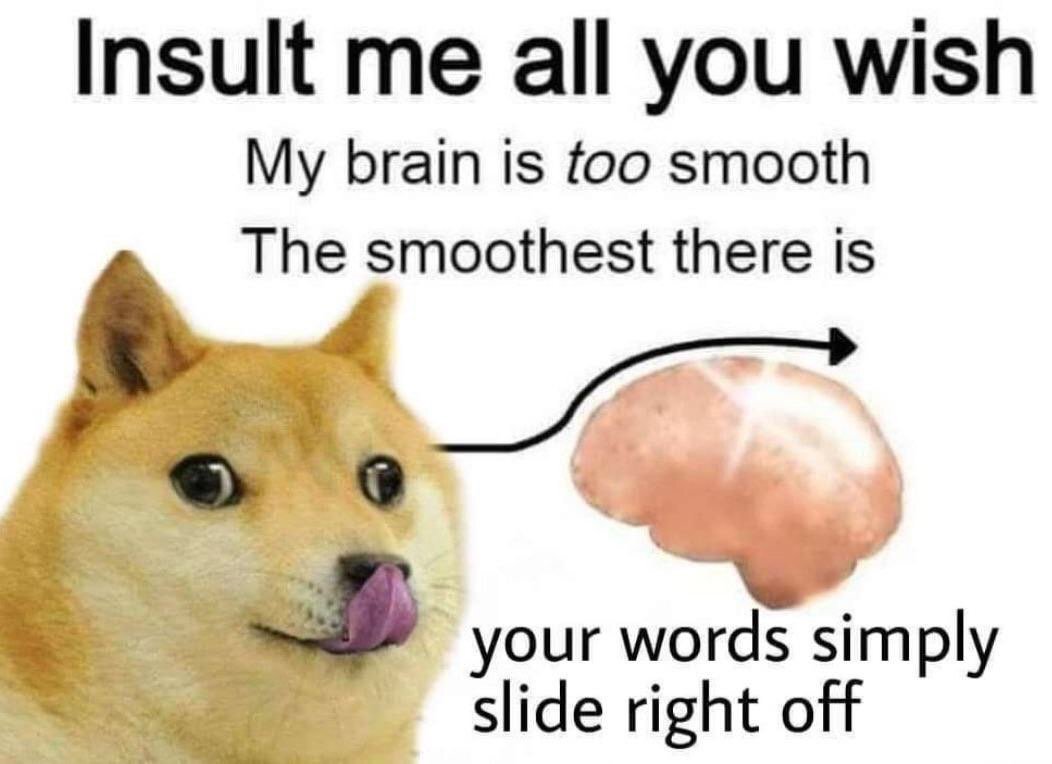 Insult me all you wish
My brain is too smooth
The smoothest there is
your words simply
slide right off